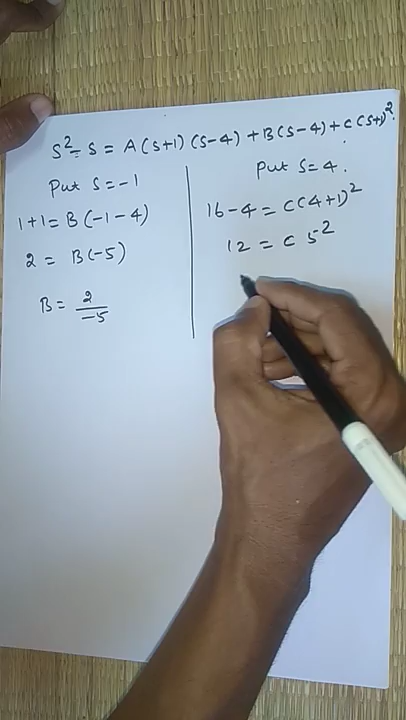 S² - S = A(S+1)(S-4) + B(S-4) + C(S+1)².
Put S = -1
1+1 = B(-1-4)
2 = B(-5)
B = 2/-5
Put S = 4.
16-4 = C(4+1)²
12 = C 5²